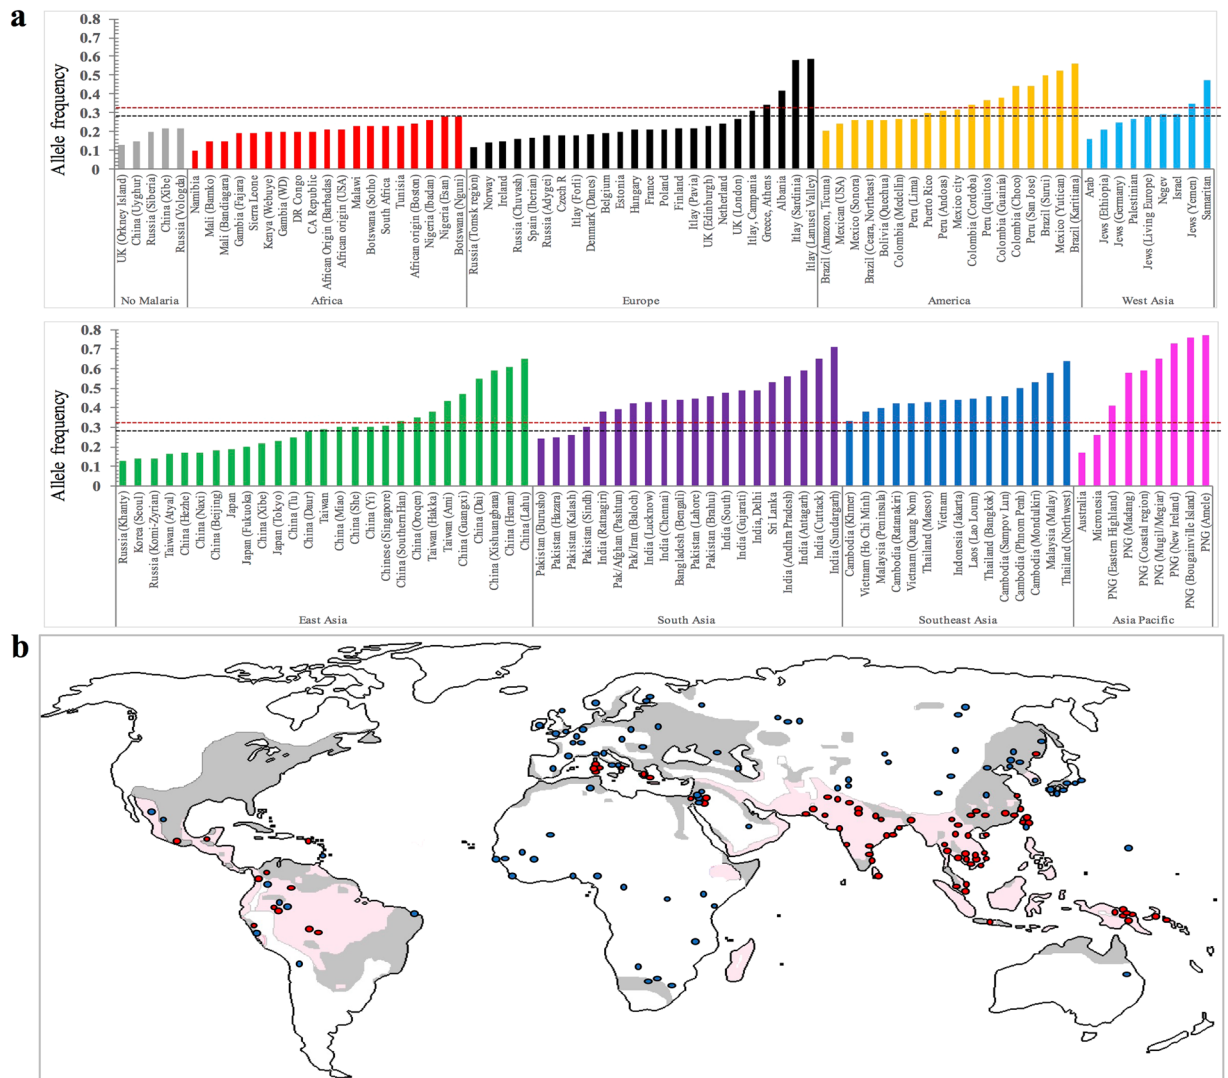 a
Allele frequency
0.8
0.7
0.6
0.5
0.4
0.3
0.2
0.1
0
UK (Orkney Island)
China (Uyghur)
Russia (Siberia)
China (Xibe)
Russia (Vologda)
Namibia
Mali (Bamko)
Mali (Bandiagara)
Gambia (Fajara)
Sierra Leone
Kenya (Webuye)
Gambia (WD)
DR Congo
CA Republic
African Origin (Barbadas)
African origin (USA)
Malawi
Botswana (Sotho)
South Africa
Tunisia
African origin (Boston)
Nigeria (Ibadan)
Nigeria (Esan)
Botswana (Nguni)
Russia (Tomsk region)
Norway
Ireland
Russia (Chuvash)
Spain (Iberian)
Russia (Adygei)
Czech R
Itlay (Forli)
Denmark (Danes)
Belgium
Estonia
Hungary
France
Poland
Finland
Itlay (Pavia)
UK (Edinburgh)
Netherland
UK (London)
Itlay, Campania
Greece, Athens
Albania
Itlay (Sardinia)
Itlay (Lanusei Valley)
Brazil (Amazon, Ticuna)
Mexican (USA)
Mexico (Sonora)
Brazil (Ceara, Northeast)
Bolivia (Quechua)
Colombia (Medellin)
Peru (Lima)
Puerto Rico
Peru (Andoas)
Mexico city
Colombia (Cordoba)
Peru (Iquitos)
Colombia (Guainia)
Colombia (Choco)
Peru (San Jose)
Brazil (Surui)
Mexico (Yutican)
Brazil (Karitiana)
Arab
Jews (Ethiopia)
Jews (Germany)
Palestinian
Jews (Living Europe)
Negev
Israel
Jews (Yemen)
Samaritan
No Malaria
Africa
Europe
America
West Asia
Allele frequency
0.8
0.7
0.6
0.5
0.4
0.3
0.2
0.1
0
Russia (Khanty)
Korea (Seoul)
Russia (Komi-Zyrian)
Taiwan (Atyal)
China (Hezhe)
China (Naxi)
China (Beijing)
Japan
Japan (Fukuoka)
China (Xibe)
Japan (Tokyo)
China (Tu)
China (Daur)
Taiwan
China (Miao)
China (She)
China (Yi)
Chinese (Singapore)
China (Southern Han)
China (Oroqen)
Taiwan (Hakka)
Taiwan (Ami)
China (Guangxi)
China (Dai)
China (Xishuangbana)
China (Henan)
China (Lahu)
Pakistan (Burusho)
Pakistan (Hazara)
Pakistan (Kalash)
Pakistan (Sindh)
India (Ratnagiri)
Pak/Afghan (Pashtun)
Pak/Iran (Baloch)
India (Lucknow)
India (Chennai)
Bangladesh (Bengali)
Pakistan (Lahore)
Pakistan (Brahui)
India (South)
India (Gujarati)
India, Delhi
Sri Lanka
India (Andhra Pradesh)
India (Antagarh)
India (Cuttack)
India (Sudargarh)
Cambodia (Khmer)
Vietnam (Ho Chi Minh)
Malaysia (Peninsula)
Cambodia (Ratanakiri)
Vietnam (Quang Nom)
Thailand (Maesot)
Vietnam
Indonesia (Jakarta)
Laos (Lao Loum)
Thailand (Bangkok)
Cambodia (Sampov Lun)
Cambodia (Phnom Penh)
Cambodia (Mondulkiri)
Malaysia (Malay)
Thailand (Northwest)
Australia
Micronesia
PNG (Eastern Highland)
PNG (Madang)
PNG (Coastal region)
PNG (Mugil/Megiar)
PNG (New Ireland)
PNG (Bougainville Island)
PNG (Amele)
East Asia
South Asia
Southeast Asia
Asia Pacific
b